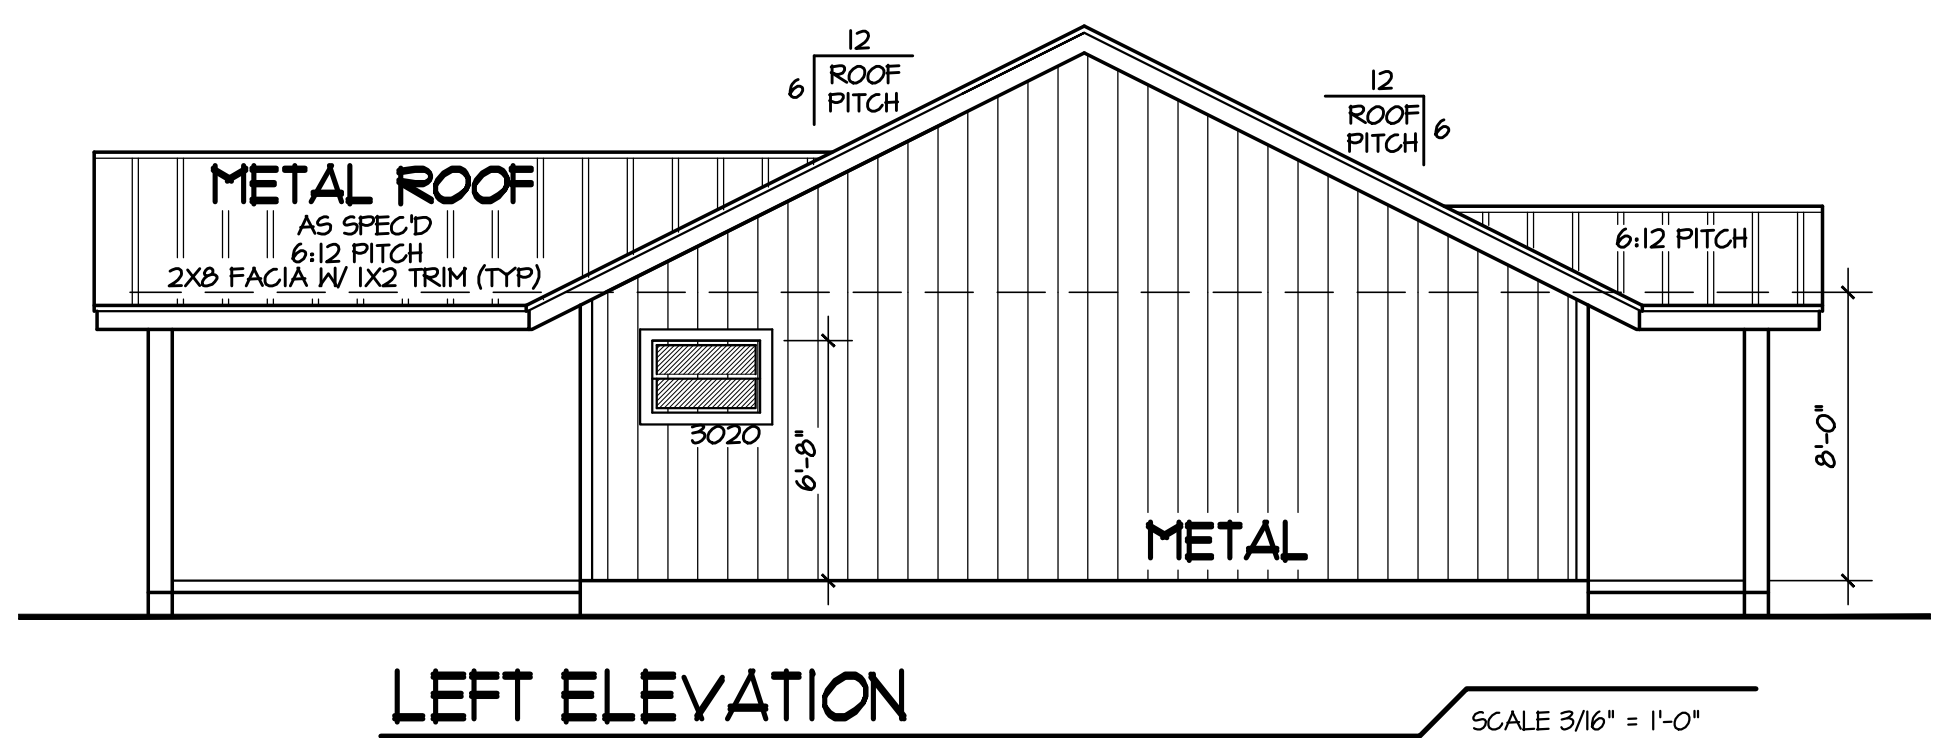 12
6
ROOF
PITCH
12
ROOF
PITCH
6
METAL ROOF
AS SPEC'D
6:12 PITCH
2X8 FACIA W/ 1X2 TRIM (TYP)
6:12 PITCH
3020
6'-8"
8'-0"
METAL
LEFT ELEVATION
SCALE 3/16" = 1'-0"